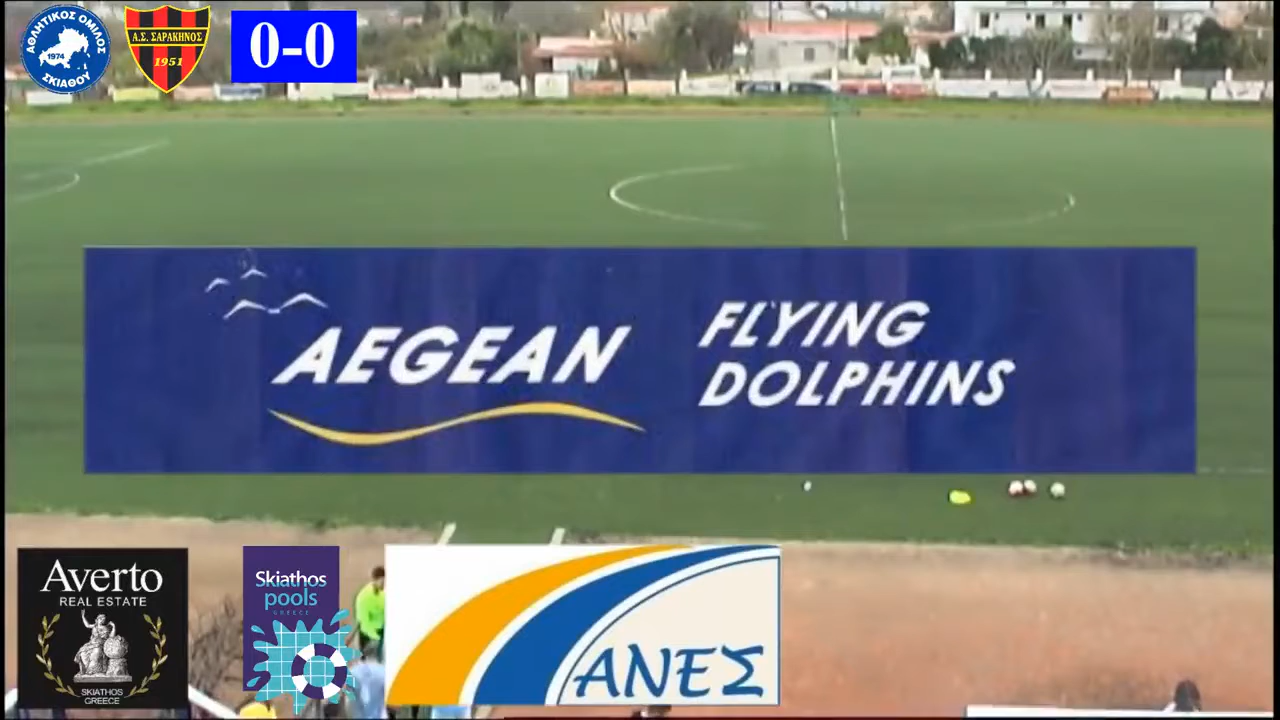 ΑΘΛΗΤΙΚΟΣ ΟΜΙΛΟΣ
1974
ΣΚΙΑΘΟΥ
Α.Σ. ΣΑΡΑΚΗΝΟΣ
1951
0-0
AEGEAN
FLYING
DOLPHINS
Averto
REAL ESTATE
SKIATHOS
GREECE
Skiathos
pools
GREECE
ΑΝΕΣ